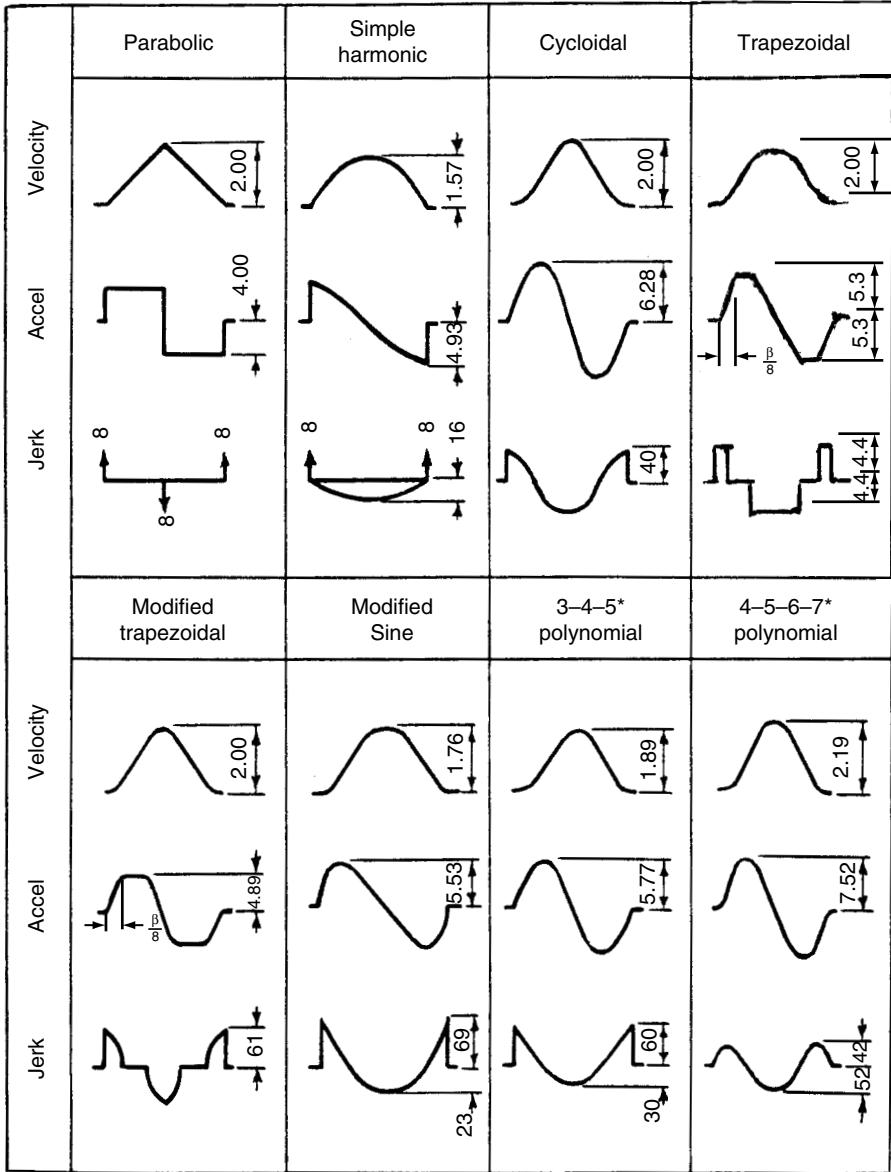 Parabolic
Simple
harmonic
Cycloidal
Trapezoidal
Velocity
2.00
1.57
2.00
2.00
Accel
4.00
4.93
6.28
β
8
5.3
5.3
Jerk
∞
∞
∞
∞
∞
16
40
4.4
4.4
Modified
trapezoidal
Modified
Sine
3–4–5*
polynomial
4–5–6–7*
polynomial
Velocity
2.00
1.76
1.89
2.19
Accel
β
8
4.89
5.53
5.77
7.52
Jerk
61
69
23
60
30
42
52